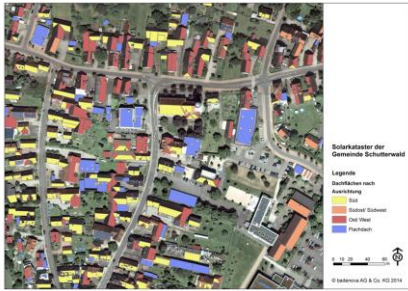 Solarkataster der
Gemeinde Schutterwald
Legende
Dachflächen nach
Ausrichtung
Süd
Südost/ Südwest
Ost/ West
Flachdach
0 10 20 40 60
N
© badenova AG & Co. KG 2014